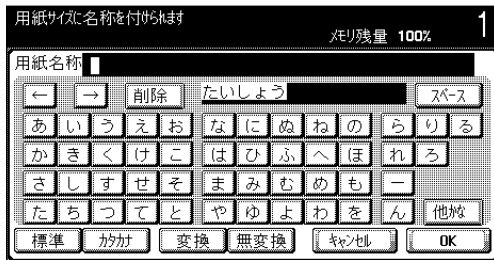 用紙サイズに名称を付けられます
メモリ残量 100% 1
用紙名称
← → 削除 たいしょう スペース
あ い う え お な に ぬ ね の ら り る
か き く け こ は ひ ふ へ ほ れ ろ
さ し す せ そ ま み む め も ー
た ち つ て と や ゆ よ わ を ん 他かな
標準 カタカナ 変換 無変換 キャンセル OK